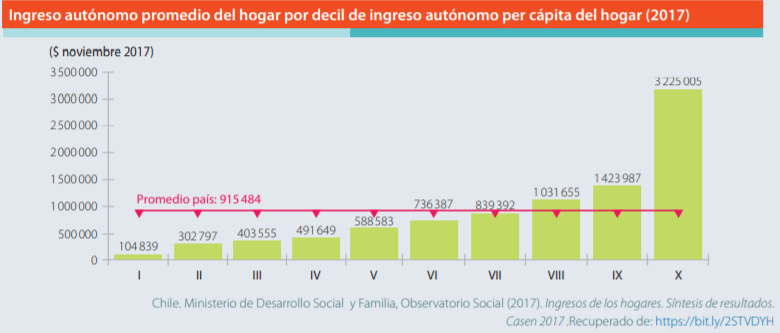 Ingreso autónomo promedio del hogar por decil de ingreso autónomo per cápita del hogar (2017)
($ noviembre 2017)
3 500 000
3 000 000
2 500 000
2 000 000
1 500 000
1 000 000
500 000
0
Promedio país: 915 484
104 839
302 797
403 555
491 649
588 583
736 387
839 392
1 031 655
1 423 987
3 225 005
I II III IV V VI VII VIII IX X
Chile. Ministerio de Desarrollo Social y Familia, Observatorio Social (2017). Ingresos de los hogares. Síntesis de resultados.
Casen 2017 .Recuperado de: https://bit.ly/2STVDYH